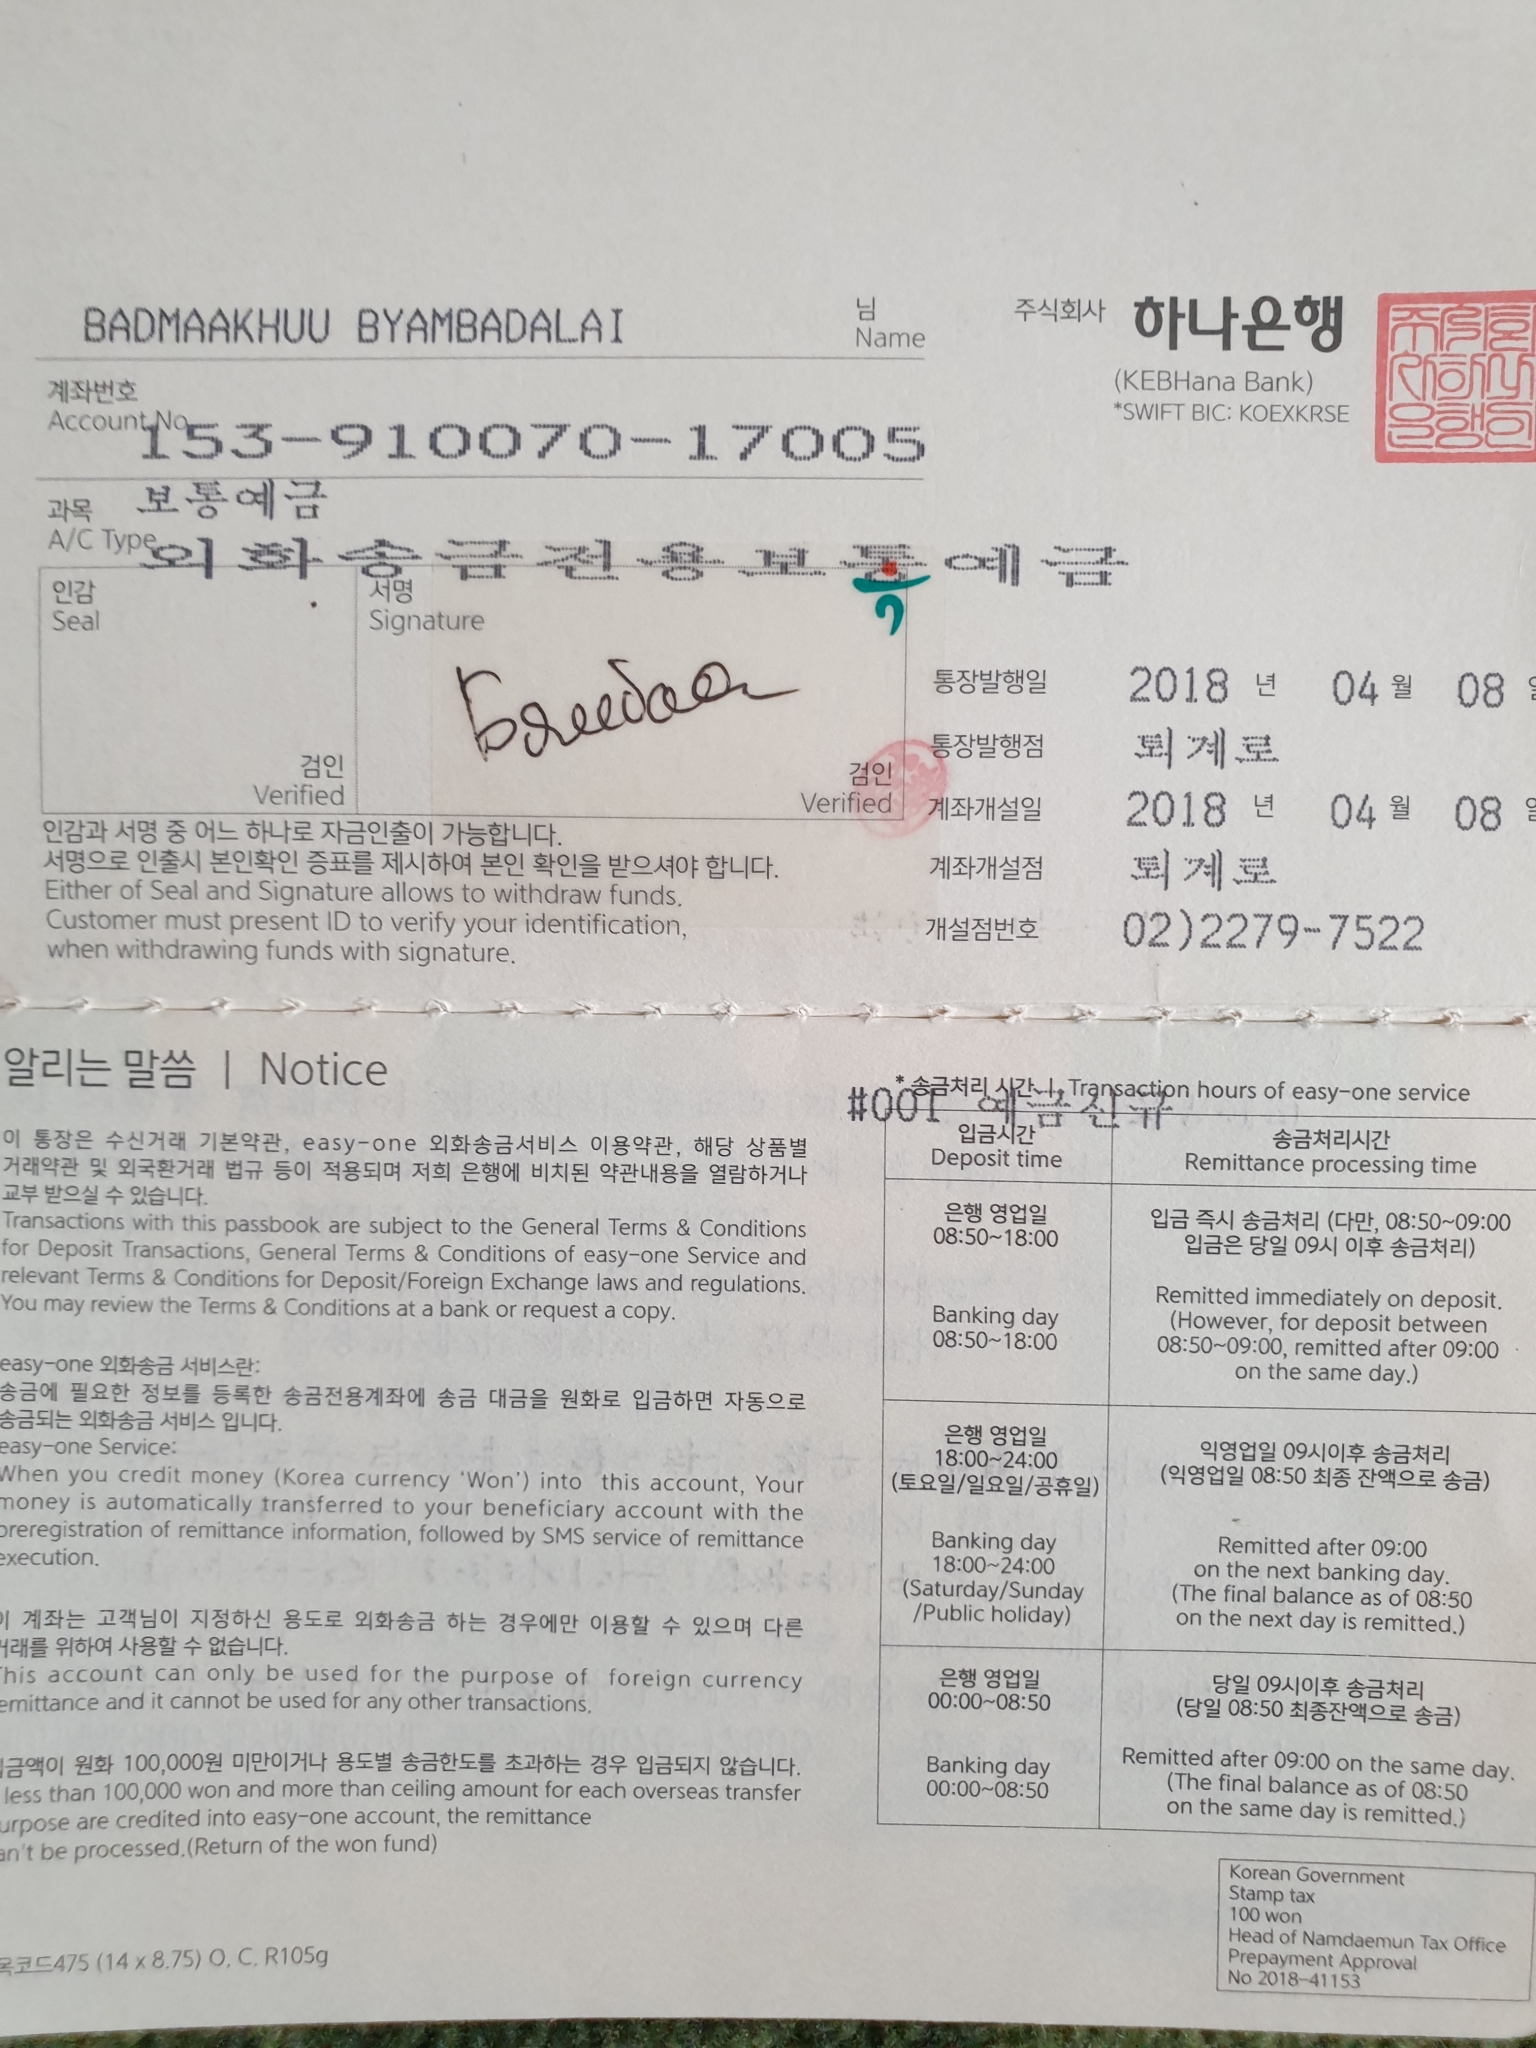 BADMAAKHUU BYAMBADALAI
님
Name
계좌번호
Account No
153-910070-17005
과목
보통예금
A/C Type
외화송금전용보통예금
인감
Seal
검인
Verified
서명
Signature
검인
Verified
인감과 서명 중 어느 하나로 자금인출이 가능합니다.
서명으로 인출시 본인확인 증표를 제시하여 본인 확인을 받으셔야 합니다.
Either of Seal and Signature allows to withdraw funds.
Customer must present ID to verify your identification,
when withdrawing funds with signature.
주식회사 하나은행
(KEBHana Bank)
*SWIFT BIC: KOEXKRSE
통장발행일 2018 년 04 월 08
통장발행점 퇴계로
계좌개설일 2018 년 04 월 08
계좌개설점 퇴계로
개설점번호 02)2279-7522
알리는 말씀 | Notice
이 통장은 수신거래 기본약관, easy-one 외화송금서비스 이용약관, 해당 상품별
거래약관 및 외국환거래 법규 등이 적용되며 저희 은행에 비치된 약관내용을 열람하거나
교부 받으실 수 있습니다.
Transactions with this passbook are subject to the General Terms & Conditions
for Deposit Transactions, General Terms & Conditions of easy-one Service and
relevant Terms & Conditions for Deposit/Foreign Exchange laws and regulations.
You may review the Terms & Conditions at a bank or request a copy.
easy-one 외화송금 서비스란:
송금에 필요한 정보를 등록한 송금전용계좌에 송금 대금을 원화로 입금하면 자동으로
송금되는 외화송금 서비스 입니다.
easy-one Service:
When you credit money (Korea currency ‘Won’) into this account, Your
money is automatically transferred to your beneficiary account with the
preregistration of remittance information, followed by SMS service of remittance
execution.
이 계좌는 고객님이 지정하신 용도로 외화송금 하는 경우에만 이용할 수 있으며 다른
거래를 위하여 사용할 수 없습니다.
This account can only be used for the purpose of foreign currency
emittance and it cannot be used for any other transactions.
금액이 원화 100,000원 미만이거나 용도별 송금한도를 초과하는 경우 입금되지 않습니다.
less than 100,000 won and more than ceiling amount for each overseas transfer
urpose are credited into easy-one account, the remittance
an't be processed.(Return of the won fund)
목코드475 (14 x 8.75) O. C. R105g
* 송금처리 시간 | Transaction hours of easy-one service
#001 예금신규
입금시간
Deposit time
송금처리시간
Remittance processing time
은행 영업일
08:50~18:00
Banking day
08:50~18:00
입금 즉시 송금처리 (다만, 08:50~09:00
입금은 당일 09시 이후 송금처리)
Remitted immediately on deposit.
(However, for deposit between
08:50~09:00, remitted after 09:00
on the same day.)
은행 영업일
18:00~24:00
(토요일/일요일/공휴일)
Banking day
18:00~24:00
(Saturday/Sunday
/Public holiday)
익영업일 09시이후 송금처리
(익영업일 08:50 최종 잔액으로 송금)
Remitted after 09:00
on the next banking day.
(The final balance as of 08:50
on the next day is remitted.)
은행 영업일
00:00~08:50
Banking day
00:00~08:50
당일 09시이후 송금처리
(당일 08:50 최종잔액으로 송금)
Remitted after 09:00 on the same day.
(The final balance as of 08:50
on the same day is remitted.)
Korean Government
Stamp tax
100 won
Head of Namdaemun Tax Office
Prepayment Approval
No 2018-41153